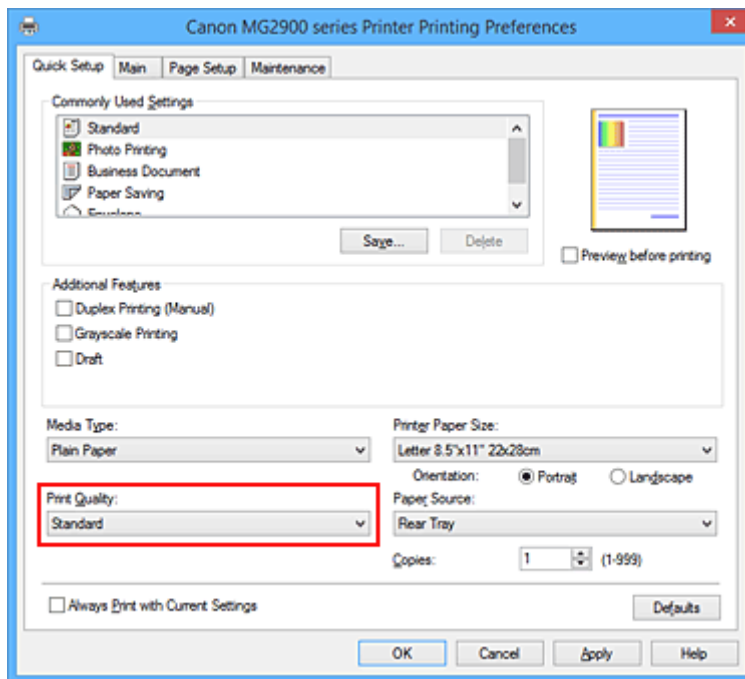 Canon MG2900 series Printer Printing Preferences
Quick Setup Main Page Setup Maintenance
Commonly Used Settings
Standard
Photo Printing
Business Document
Paper Saving
Envelope
Save... Delete
Preview before printing
Additional Features
Duplex Printing (Manual)
Grayscale Printing
Draft
Media Type:
Plain Paper
Printer Paper Size:
Letter 8.5"x11" 22x28cm
Orientation: Portrait Landscape
Print Quality:
Standard
Paper Source:
Rear Tray
Copies: 1 (1-999)
Always Print with Current Settings
Defaults
OK Cancel Apply Help